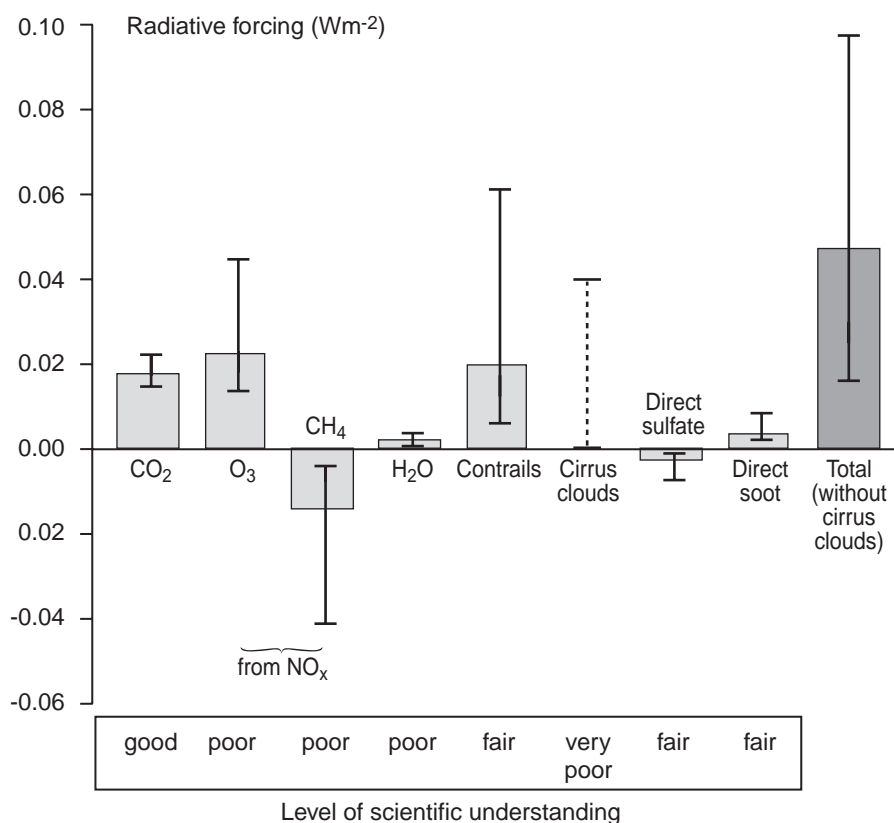 Radiative forcing (Wm-2)
0.10
0.08
0.06
0.04
0.02
0.00
0.02
-0.04
-0.06
CO2
O3
CH4
H2O
Contrails
Cirrus
clouds
Direct
sulfate
Direct
soot
Total
(without
cirrus
clouds)
from NOx
good poor poor poor fair very poor fair fair
Level of scientific understanding